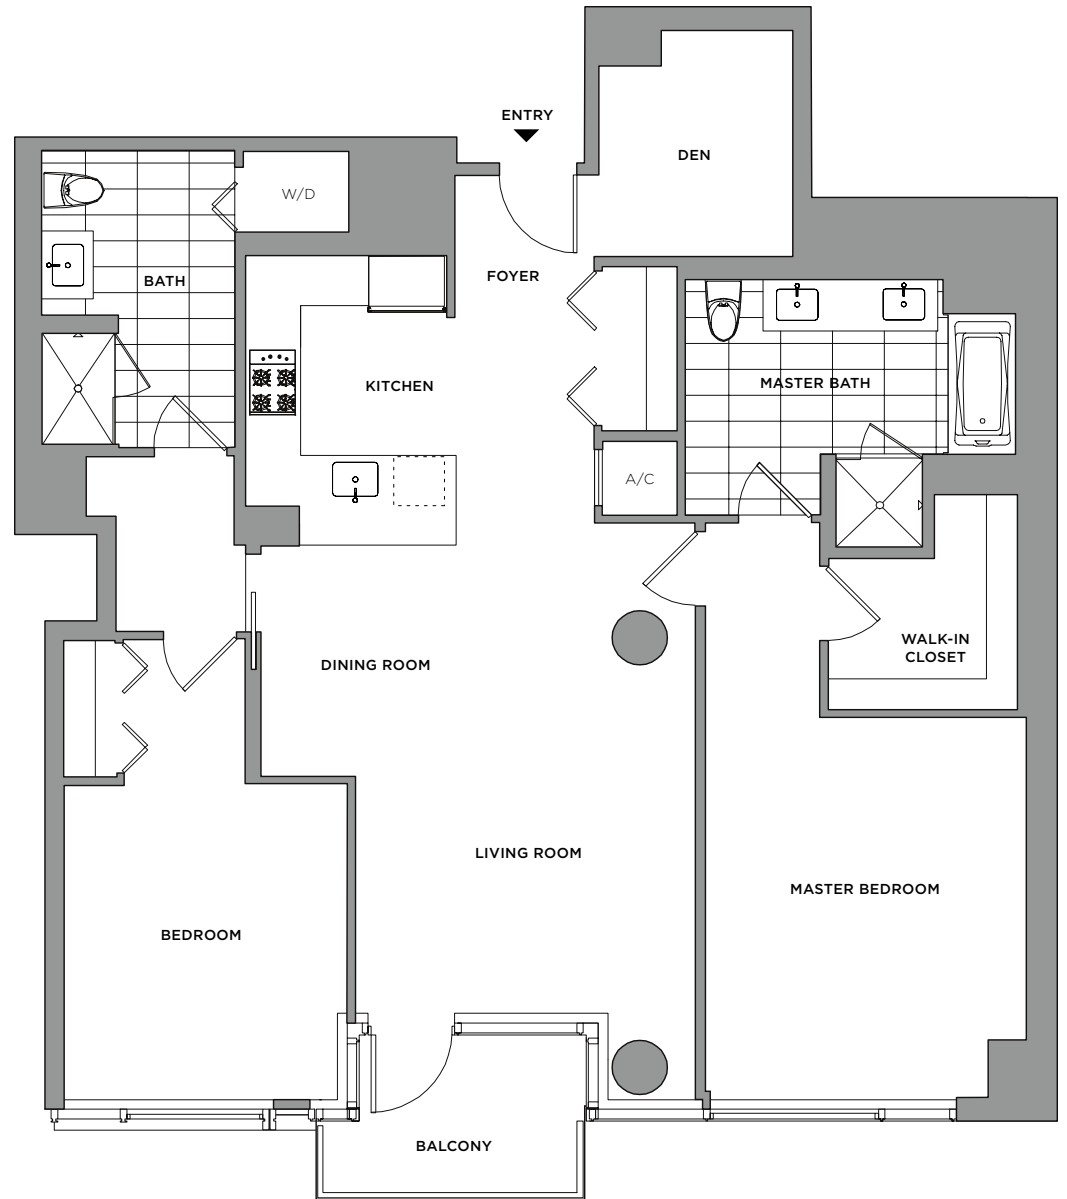 ENTRY
DEN
W/D
BATH
FOYER
KITCHEN
MASTER BATH
A/C
WALK-IN
CLOSET
DINING ROOM
LIVING ROOM
MASTER BEDROOM
BEDROOM
BALCONY